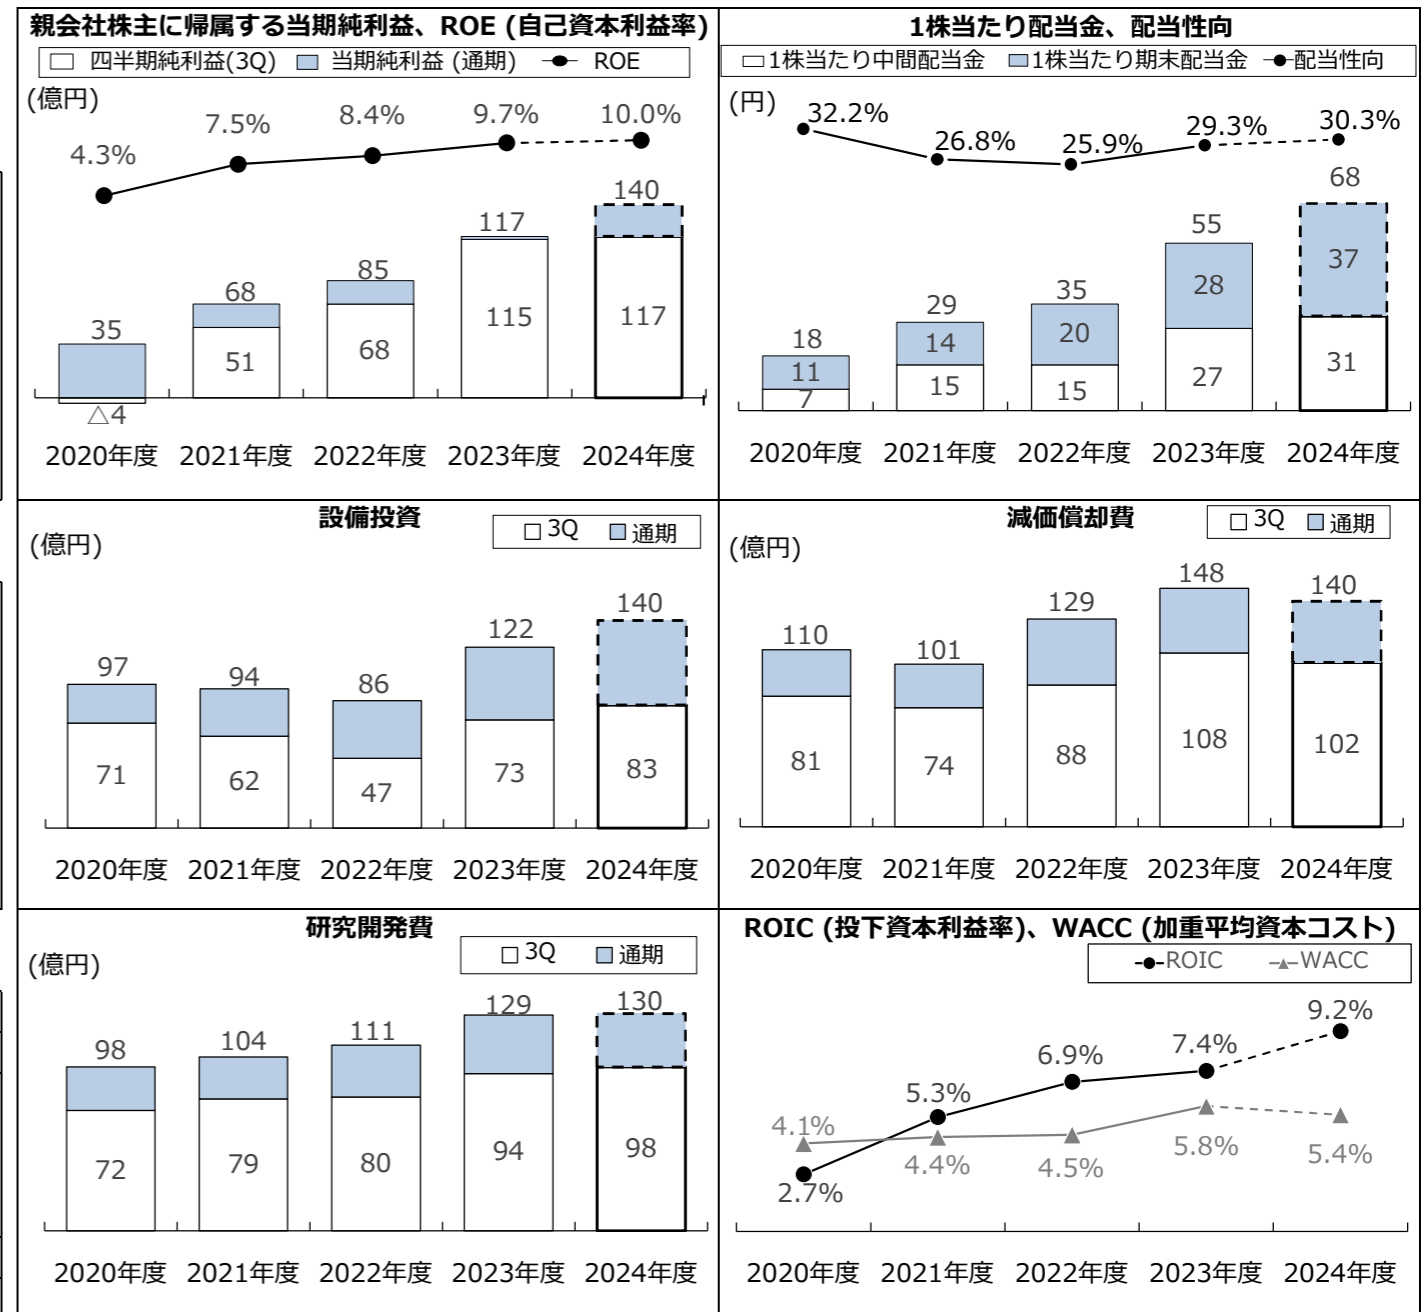 親会社株主に帰属する当期純利益、ROE (自己資本利益率)
四半期純利益(3Q) 当期純利益 (通期) ROE
(億円)
4.3% 7.5% 8.4% 9.7% 10.0%
35 68 85 117 140
△4 51 68 115 117
2020年度 2021年度 2022年度 2023年度 2024年度
1株当たり配当金、配当性向
1株当たり中間配当金 1株当たり期末配当金 配当性向
(円)
32.2% 26.8% 25.9% 29.3% 30.3%
18 29 35 55 68
11 14 20 28 37
7 15 15 27 31
2020年度 2021年度 2022年度 2023年度 2024年度
設備投資
3Q 通期
(億円)
97 94 86 122 140
71 62 47 73 83
2020年度 2021年度 2022年度 2023年度 2024年度
減価償却費
3Q 通期
(億円)
110 101 129 148 140
81 74 88 108 102
2020年度 2021年度 2022年度 2023年度 2024年度
研究開発費
3Q 通期
(億円)
98 104 111 129 130
72 79 80 94 98
2020年度 2021年度 2022年度 2023年度 2024年度
ROIC (投下資本利益率)、WACC (加重平均資本コスト)
ROIC WACC
2.7% 5.3% 6.9% 7.4% 9.2%
4.1% 4.4% 4.5% 5.8% 5.4%
2020年度 2021年度 2022年度 2023年度 2024年度